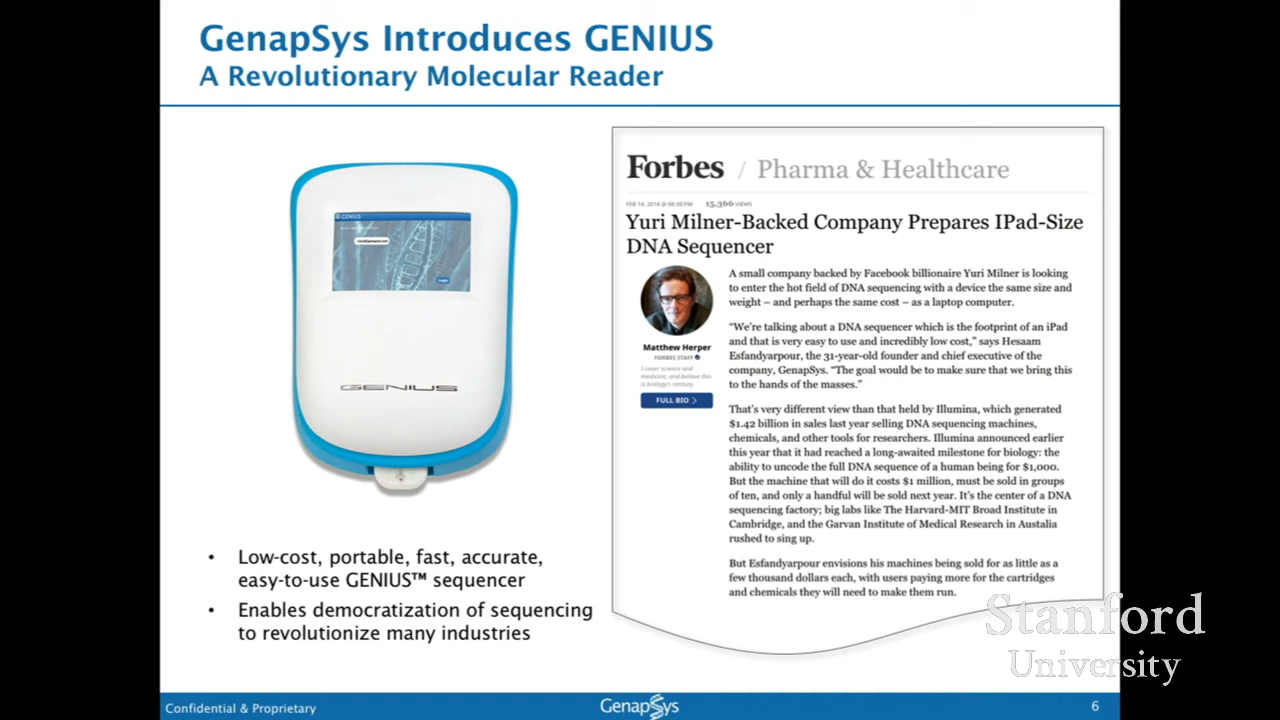 GenapSys Introduces GENIUS
A Revolutionary Molecular Reader
GENIUS
Login
GENIUS
• Low-cost, portable, fast, accurate,
easy-to-use GENIUS™ sequencer
• Enables democratization of sequencing
to revolutionize many industries
Forbes / Pharma & Healthcare
FEB 14, 2014 @ 08:30 PM 15,366 VIEWS
Yuri Milner-Backed Company Prepares IPad-Size
DNA Sequencer
Matthew Herper
FORBES STAFF
I cover science and
medicine, and believe this
is biology's century.
FULL BIO >
A small company backed by Facebook billionaire Yuri Milner is looking
to enter the hot field of DNA sequencing with a device the same size and
weight – and perhaps the same cost – as a laptop computer.
“We’re talking about a DNA sequencer which is the footprint of an iPad
and that is very easy to use and incredibly low cost,” says Hesaam
Esfandyarpour, the 31-year-old founder and chief executive of the
company, GenapSys. “The goal would be to make sure that we bring this
to the hands of the masses.”
That’s very different view than that held by Illumina, which generated
$1.42 billion in sales last year selling DNA sequencing machines,
chemicals, and other tools for researchers. Illumina announced earlier
this year that it had reached a long-awaited milestone for biology: the
ability to uncode the full DNA sequence of a human being for $1,000.
But the machine that will do it costs $1 million, must be sold in groups
of ten, and only a handful will be sold next year. It’s the center of a DNA
sequencing factory; big labs like The Harvard-MIT Broad Institute in
Cambridge, and the Garvan Institute of Medical Research in Austalia
rushed to sing up.
But Esfandyarpour envisions his machines being sold for as little as a
few thousand dollars each, with users paying more for the cartridges
and chemicals they will need to make them run.
Stanford
University
Confidential & Proprietary
GenapSys
6